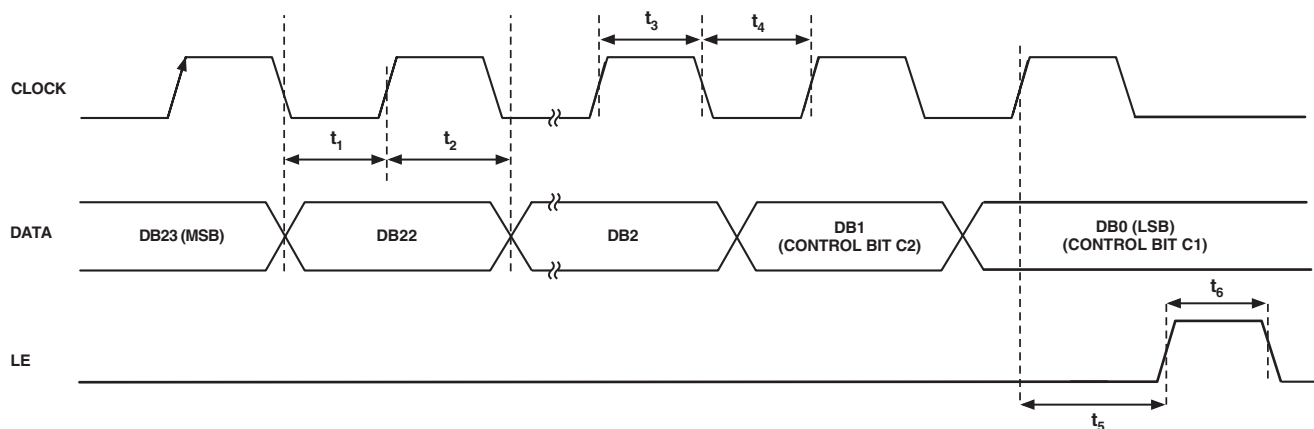 t3
t4
CLOCK
t1
t2
DATA
DB23 (MSB)
DB22
DB2
DB1
(CONTROL BIT C2)
DB0 (LSB)
(CONTROL BIT C1)
t6
LE
t5